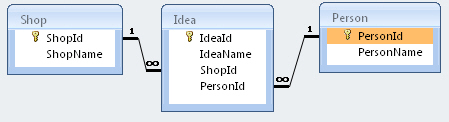 Shop
ShopId
ShopName
1
∞
Idea
IdeaId
IdeaName
ShopId
PersonId
1
∞
Person
PersonId
PersonName